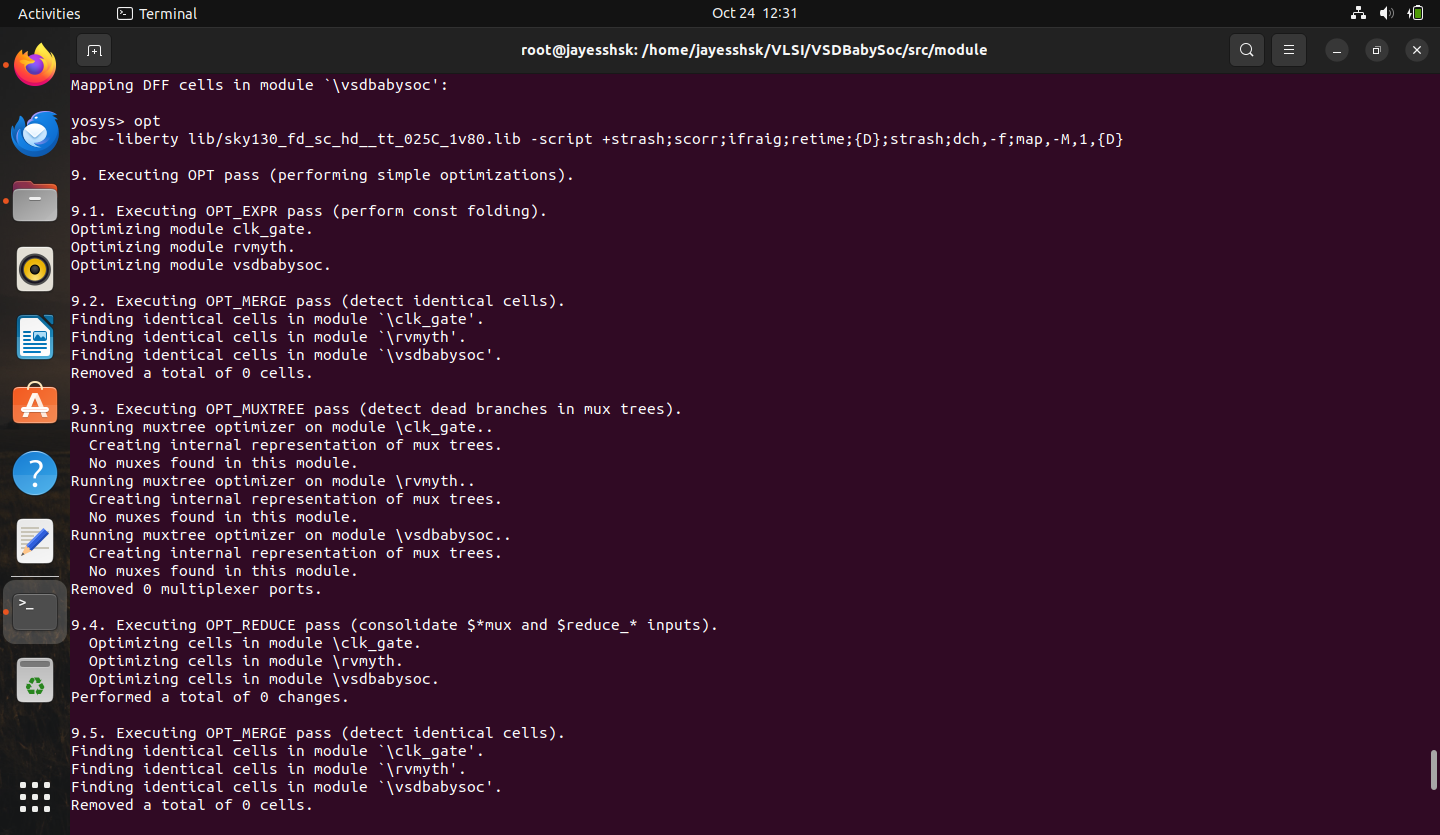 Activities
Terminal
Oct 24 12:31
root@jayesshsk: /home/jayesshsk/VLSI/VSDBabySoc/src/module
Mapping DFF cells in module `\vsdbabysoc':
yosys> opt
abc -liberty lib/sky130_fd_sc_hd__tt_025C_1v80.lib -script +strash;scorr;ifraig;retime;{D};strash;dch,-f;map,-M,1,{D}
9. Executing OPT pass (performing simple optimizations).
9.1. Executing OPT_EXPR pass (perform const folding).
Optimizing module clk_gate.
Optimizing module rvmyth.
Optimizing module vsdbabysoc.
9.2. Executing OPT_MERGE pass (detect identical cells).
Finding identical cells in module `\clk_gate'.
Finding identical cells in module `\rvmyth'.
Finding identical cells in module `\vsdbabysoc'.
Removed a total of 0 cells.
9.3. Executing OPT_MUXTREE pass (detect dead branches in mux trees).
Running muxtree optimizer on module \clk_gate..
  Creating internal representation of mux trees.
  No muxes found in this module.
Running muxtree optimizer on module \rvmyth..
  Creating internal representation of mux trees.
  No muxes found in this module.
Running muxtree optimizer on module \vsdbabysoc..
  Creating internal representation of mux trees.
  No muxes found in this module.
Removed 0 multiplexer ports.
9.4. Executing OPT_REDUCE pass (consolidate $*mux and $reduce_* inputs).
  Optimizing cells in module \clk_gate.
  Optimizing cells in module \rvmyth.
  Optimizing cells in module \vsdbabysoc.
Performed a total of 0 changes.
9.5. Executing OPT_MERGE pass (detect identical cells).
Finding identical cells in module `\clk_gate'.
Finding identical cells in module `\rvmyth'.
Finding identical cells in module `\vsdbabysoc'.
Removed a total of 0 cells.